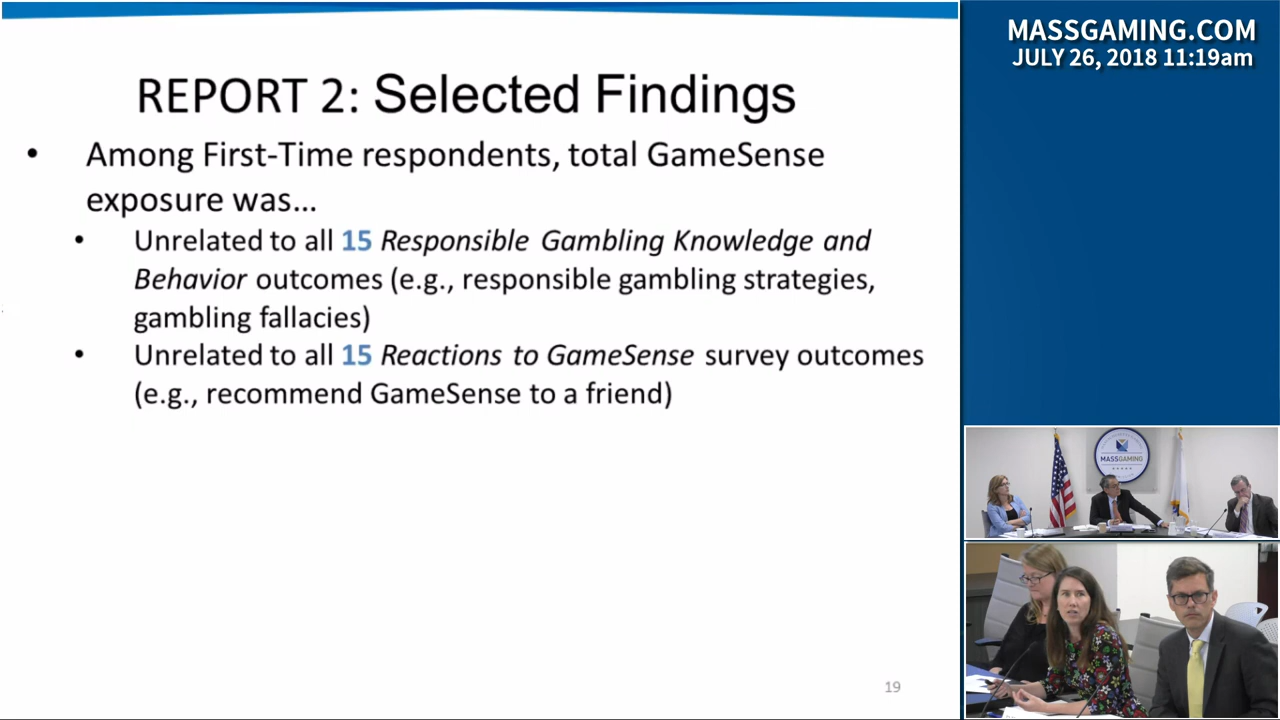 REPORT 2: Selected Findings
• Among First-Time respondents, total GameSense
exposure was...
• Unrelated to all 15 Responsible Gambling Knowledge and
Behavior outcomes (e.g., responsible gambling strategies,
gambling fallacies)
• Unrelated to all 15 Reactions to GameSense survey outcomes
(e.g., recommend GameSense to a friend)
19
MASSGAMING.COM
JULY 26, 2018 11:19am
MASSGAMING